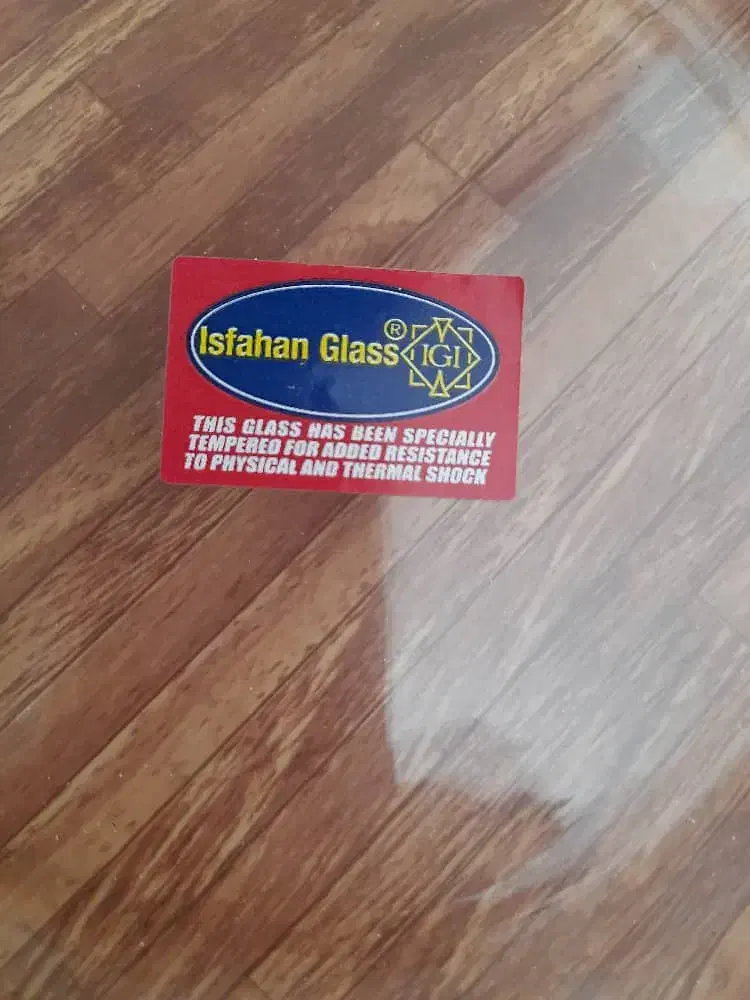 Isfahan Glass® IGI
THIS GLASS HAS BEEN SPECIALLY
TEMPERED FOR ADDED RESISTANCE
TO PHYSICAL AND THERMAL SHOCK